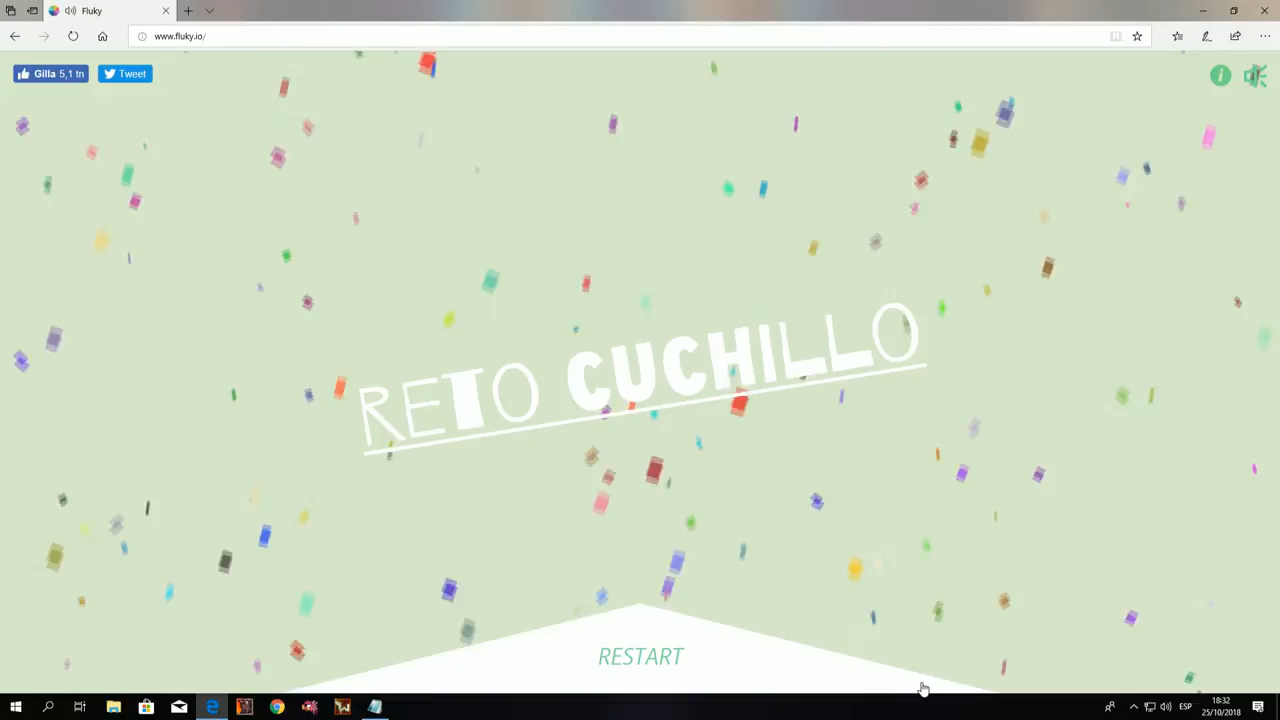 Fluky
www.fluky.io/
Gilla 5,1 tn
Tweet
i
RETO CUCHILLO
RESTART
18:32
ESP
25/10/2018